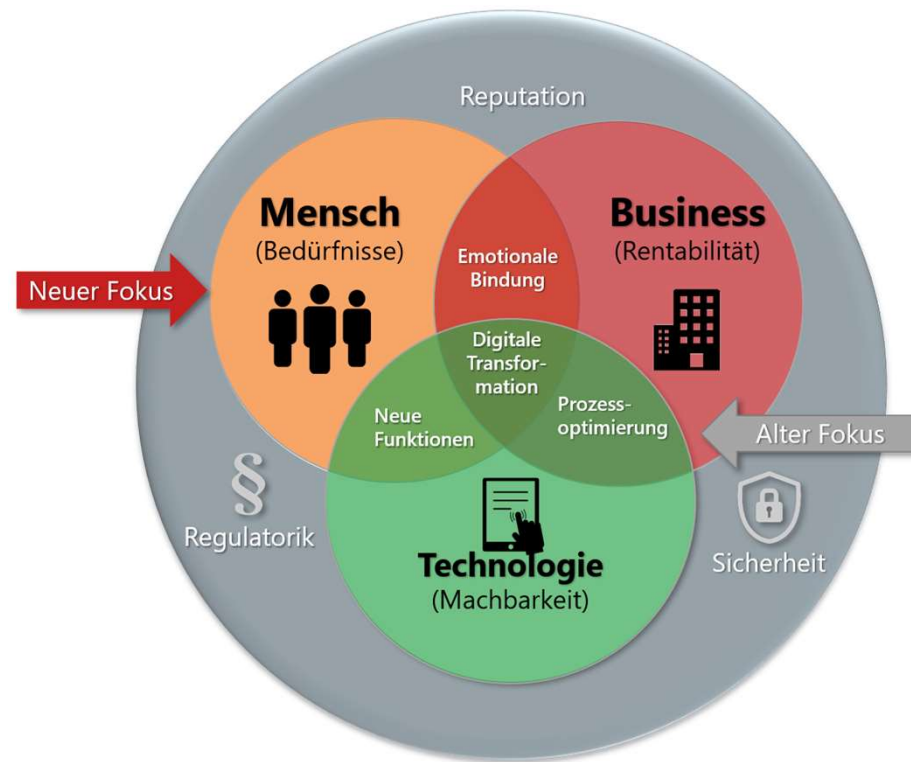 Reputation
Mensch
(Bedürfnisse)
Business
(Rentabilität)
Emotionale
Bindung
Neuer Fokus
Digitale
Transfor-
mation
Neue
Funktionen
Prozess-
optimierung
Alter Fokus
§
Regulatorik
Sicherheit
Technologie
(Machbarkeit)